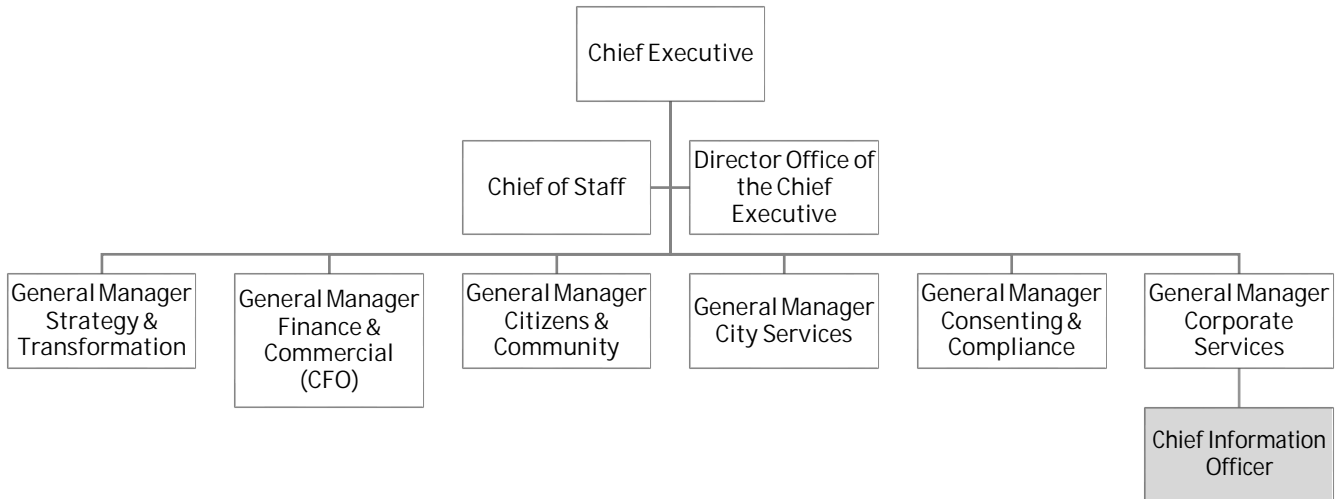 Chief Executive
Chief of Staff
Director Office of
the Chief
Executive
General Manager
Strategy &
Transformation
General Manager
Finance &
Commercial
(CFO)
General Manager
Citizens &
Community
General Manager
City Services
General Manager
Consenting &
Compliance
General Manager
Corporate
Services
Chief Information
Officer